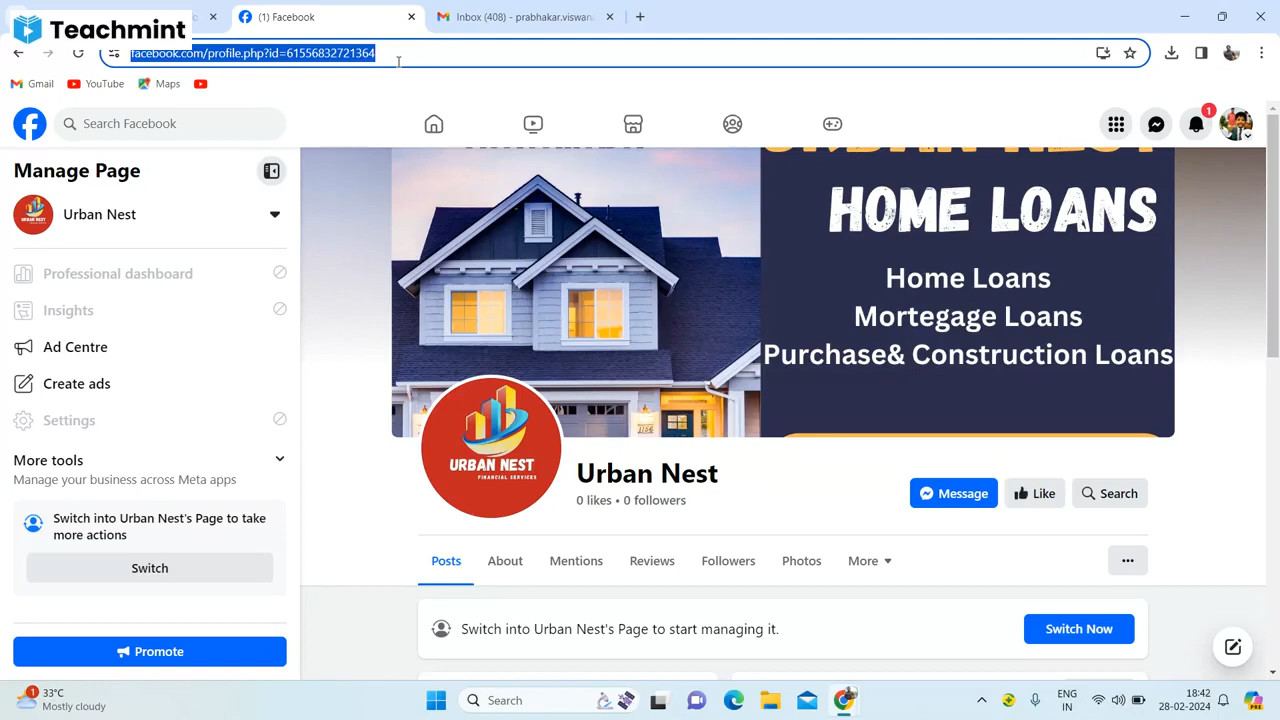 Teachmint
(1) Facebook
Inbox (408) - prabhakar.viswan
facebook.com/profile.php?id=61556832721364
Gmail
YouTube
Maps
Search Facebook
1
Manage Page
Urban Nest
Professional dashboard
Insights
Ad Centre
Create ads
Settings
More tools
Manage your business across Meta apps
Switch into Urban Nest's Page to take
more actions
Switch
Promote
HOME LOANS
Home Loans
Mortegage Loans
Purchase& Construction Loans
URBAN NEST
FINANCIAL SERVICES
Urban Nest
0 likes • 0 followers
Message
Like
Search
Posts
About
Mentions
Reviews
Followers
Photos
More
Switch into Urban Nest's Page to start managing it.
Switch Now
1
33°C
Mostly cloudy
Search
ENG
IN
18:42
28-02-2024